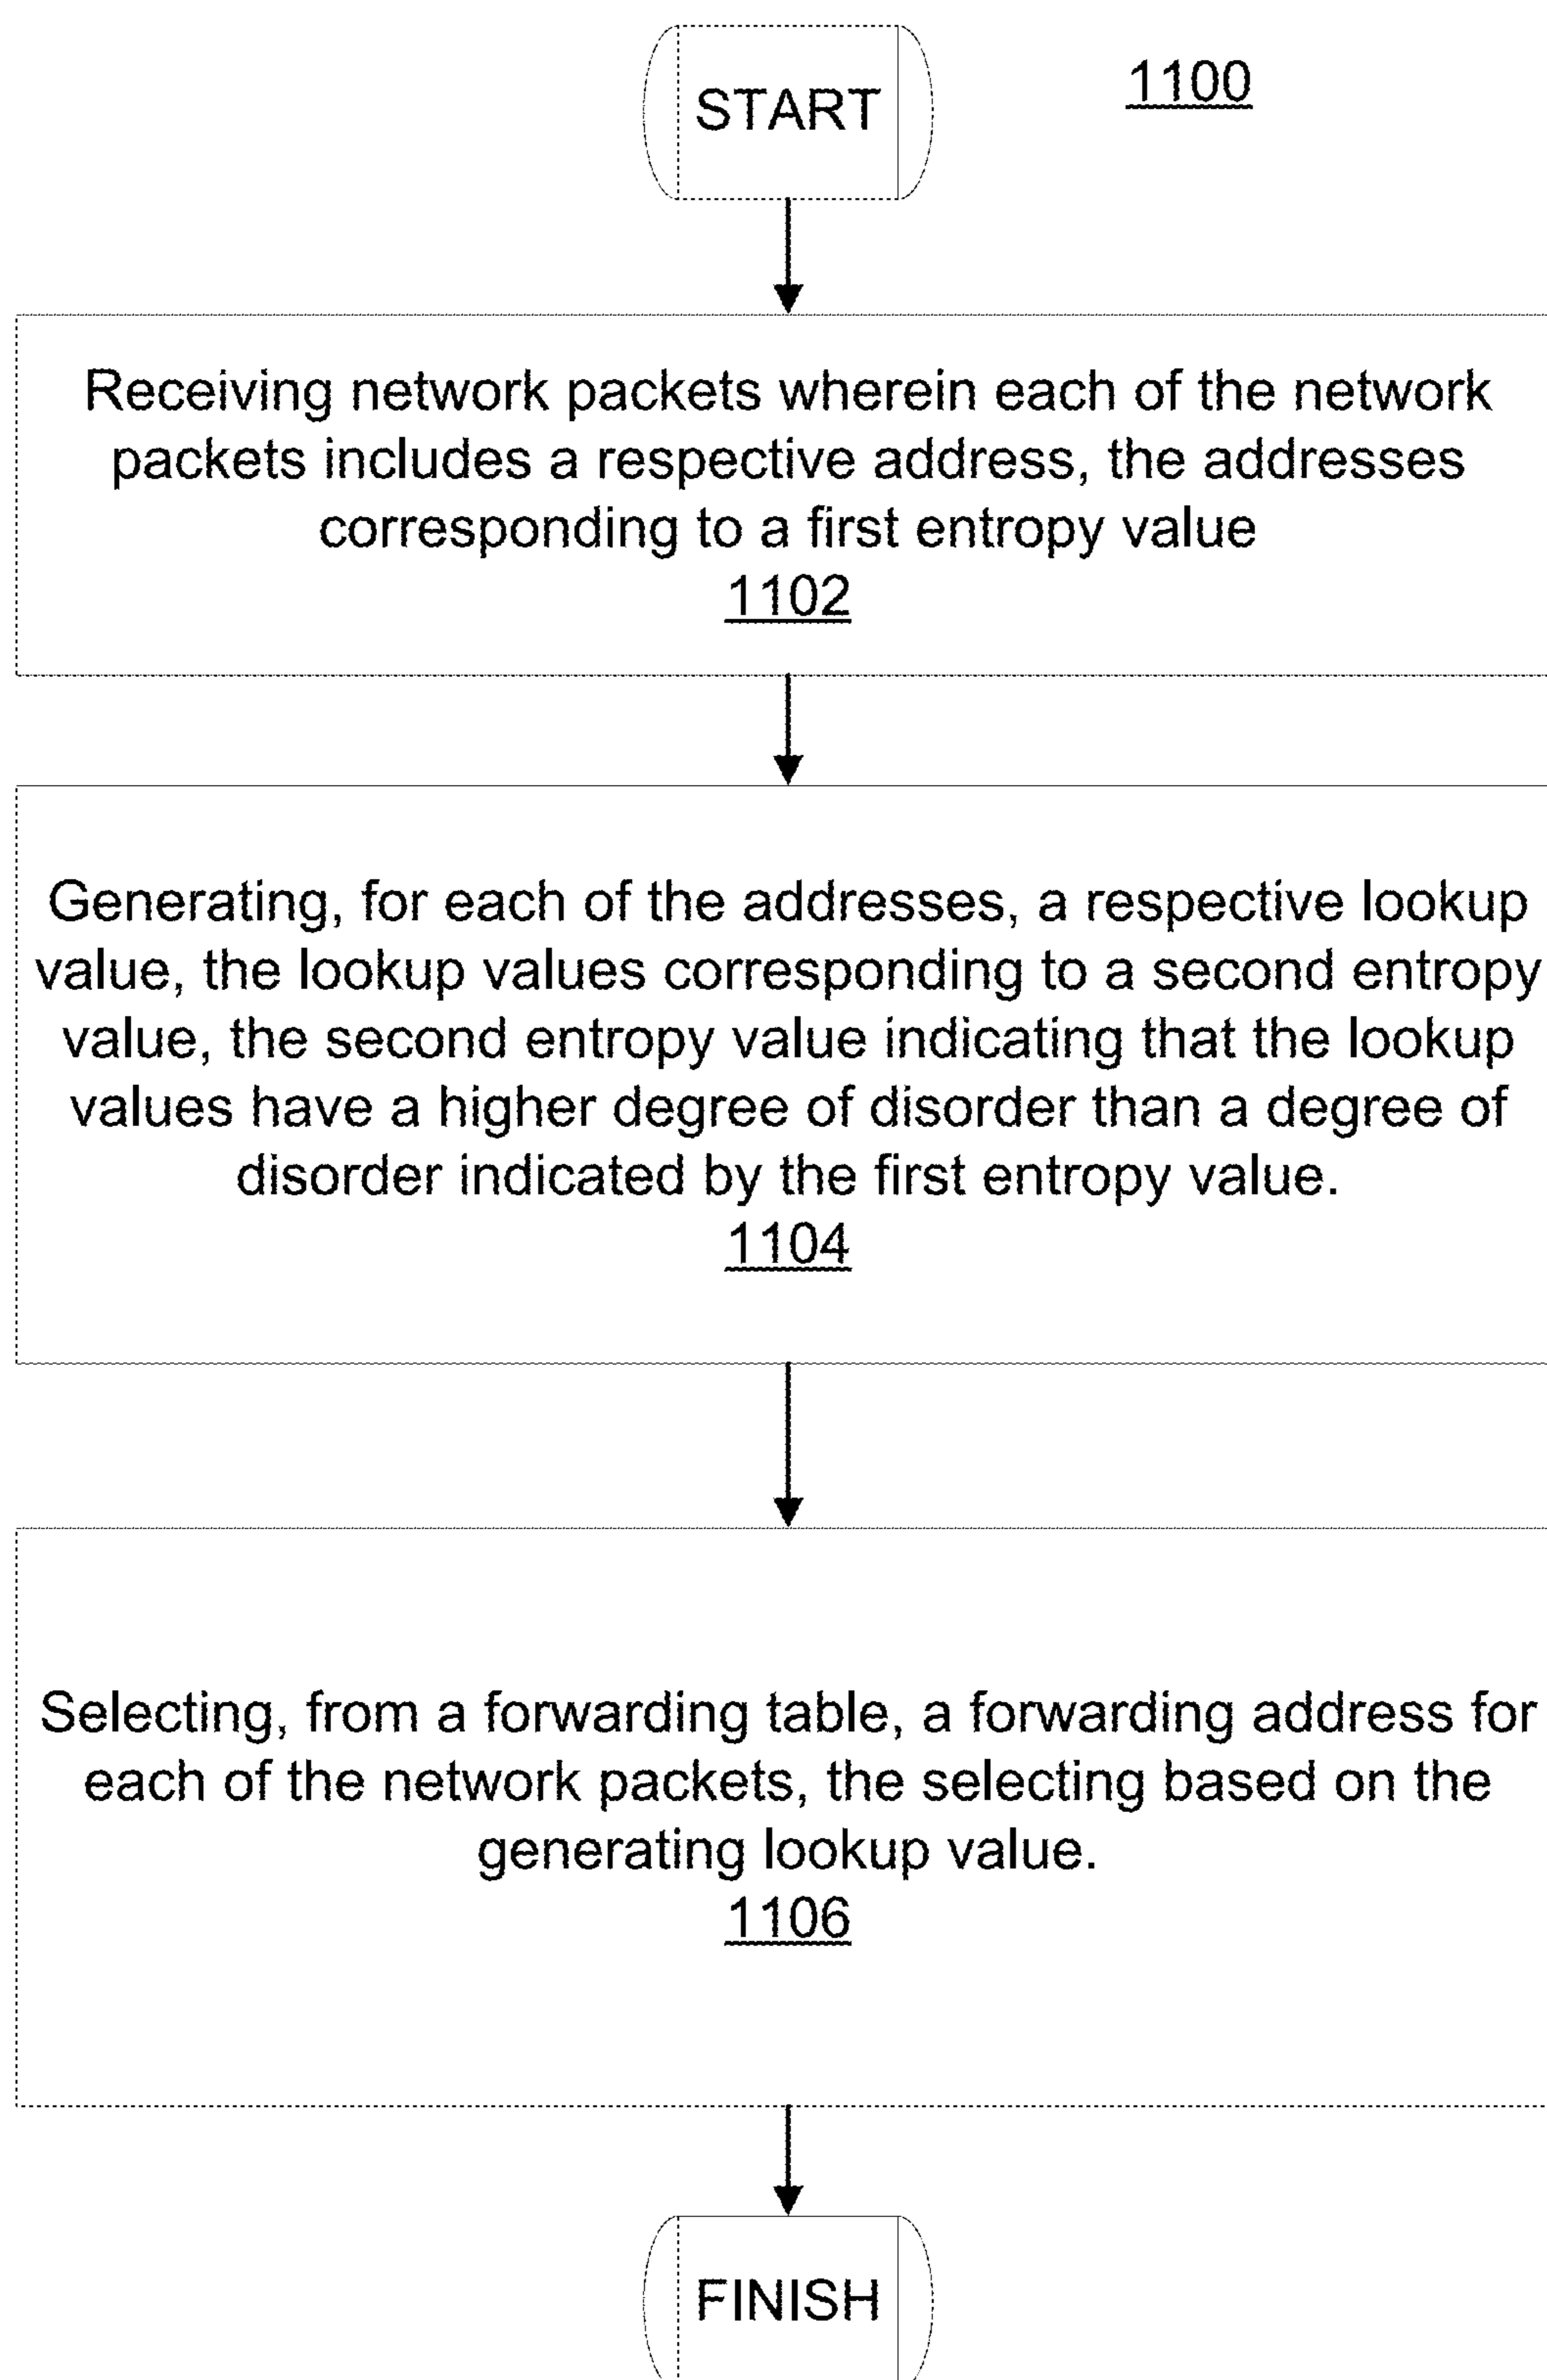 START
1100
Receiving network packets wherein each of the network
packets includes a respective address, the addresses
corresponding to a first entropy value
1102
Generating, for each of the addresses, a respective lookup
value, the lookup values corresponding to a second entropy
value, the second entropy value indicating that the lookup
values have a higher degree of disorder than a degree of
disorder indicated by the first entropy value.
1104
Selecting, from a forwarding table, a forwarding address for
each of the network packets, the selecting based on the
generating lookup value.
1106
FINISH